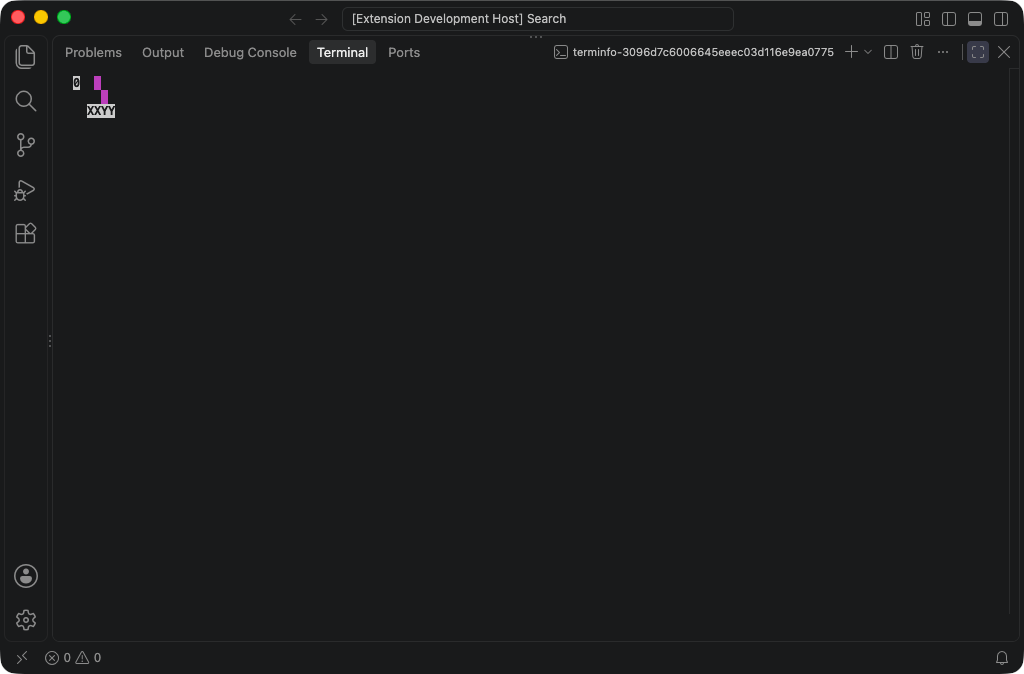 [Extension Development Host] Search
Problems Output Debug Console Terminal Ports terminfo-3096d7c6006645eeec03d116e9ea0775
0
XXYY
0 0